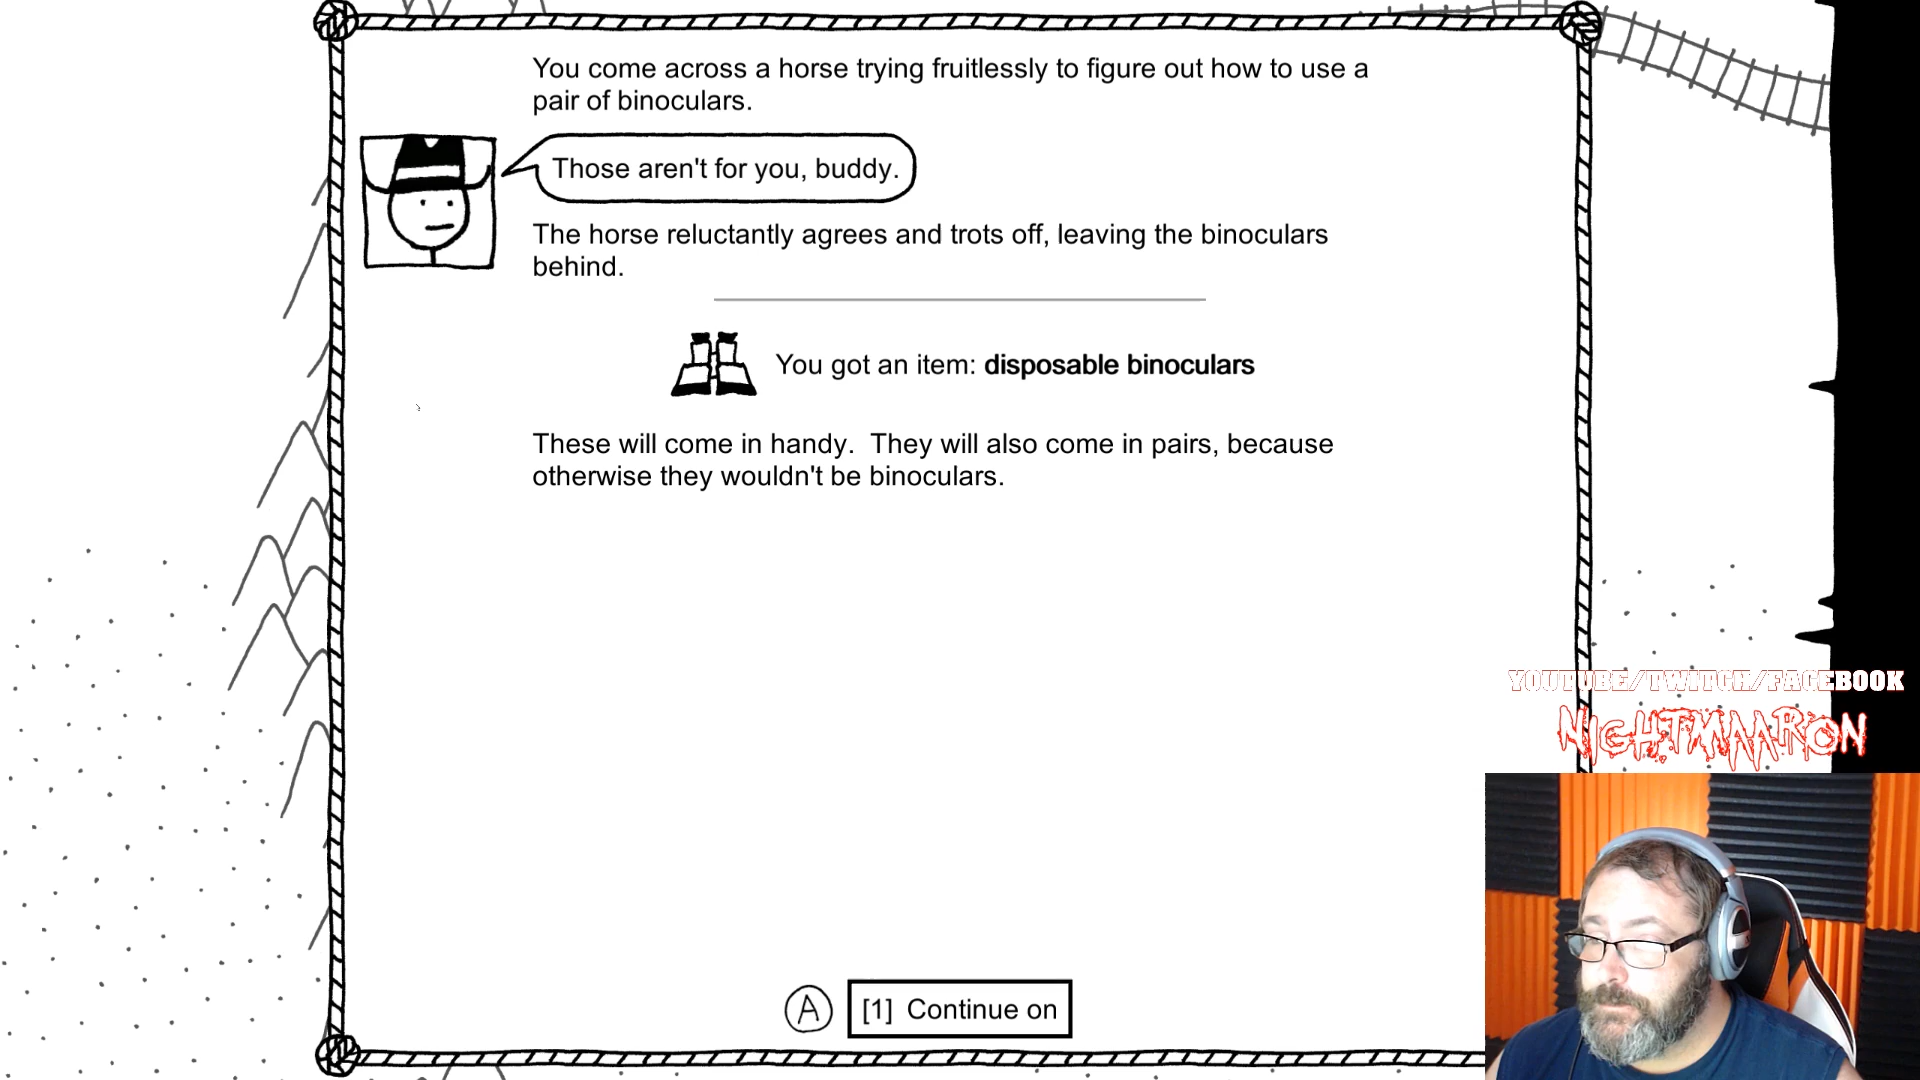 You come across a horse trying fruitlessly to figure out how to use a
pair of binoculars.
Those aren't for you, buddy.
The horse reluctantly agrees and trots off, leaving the binoculars
behind.
You got an item: disposable binoculars
These will come in handy.  They will also come in pairs, because
otherwise they wouldn't be binoculars.
YOUTUBE/TWITCH/FACEBOOK
NIGHTMAARON
A [1] Continue on